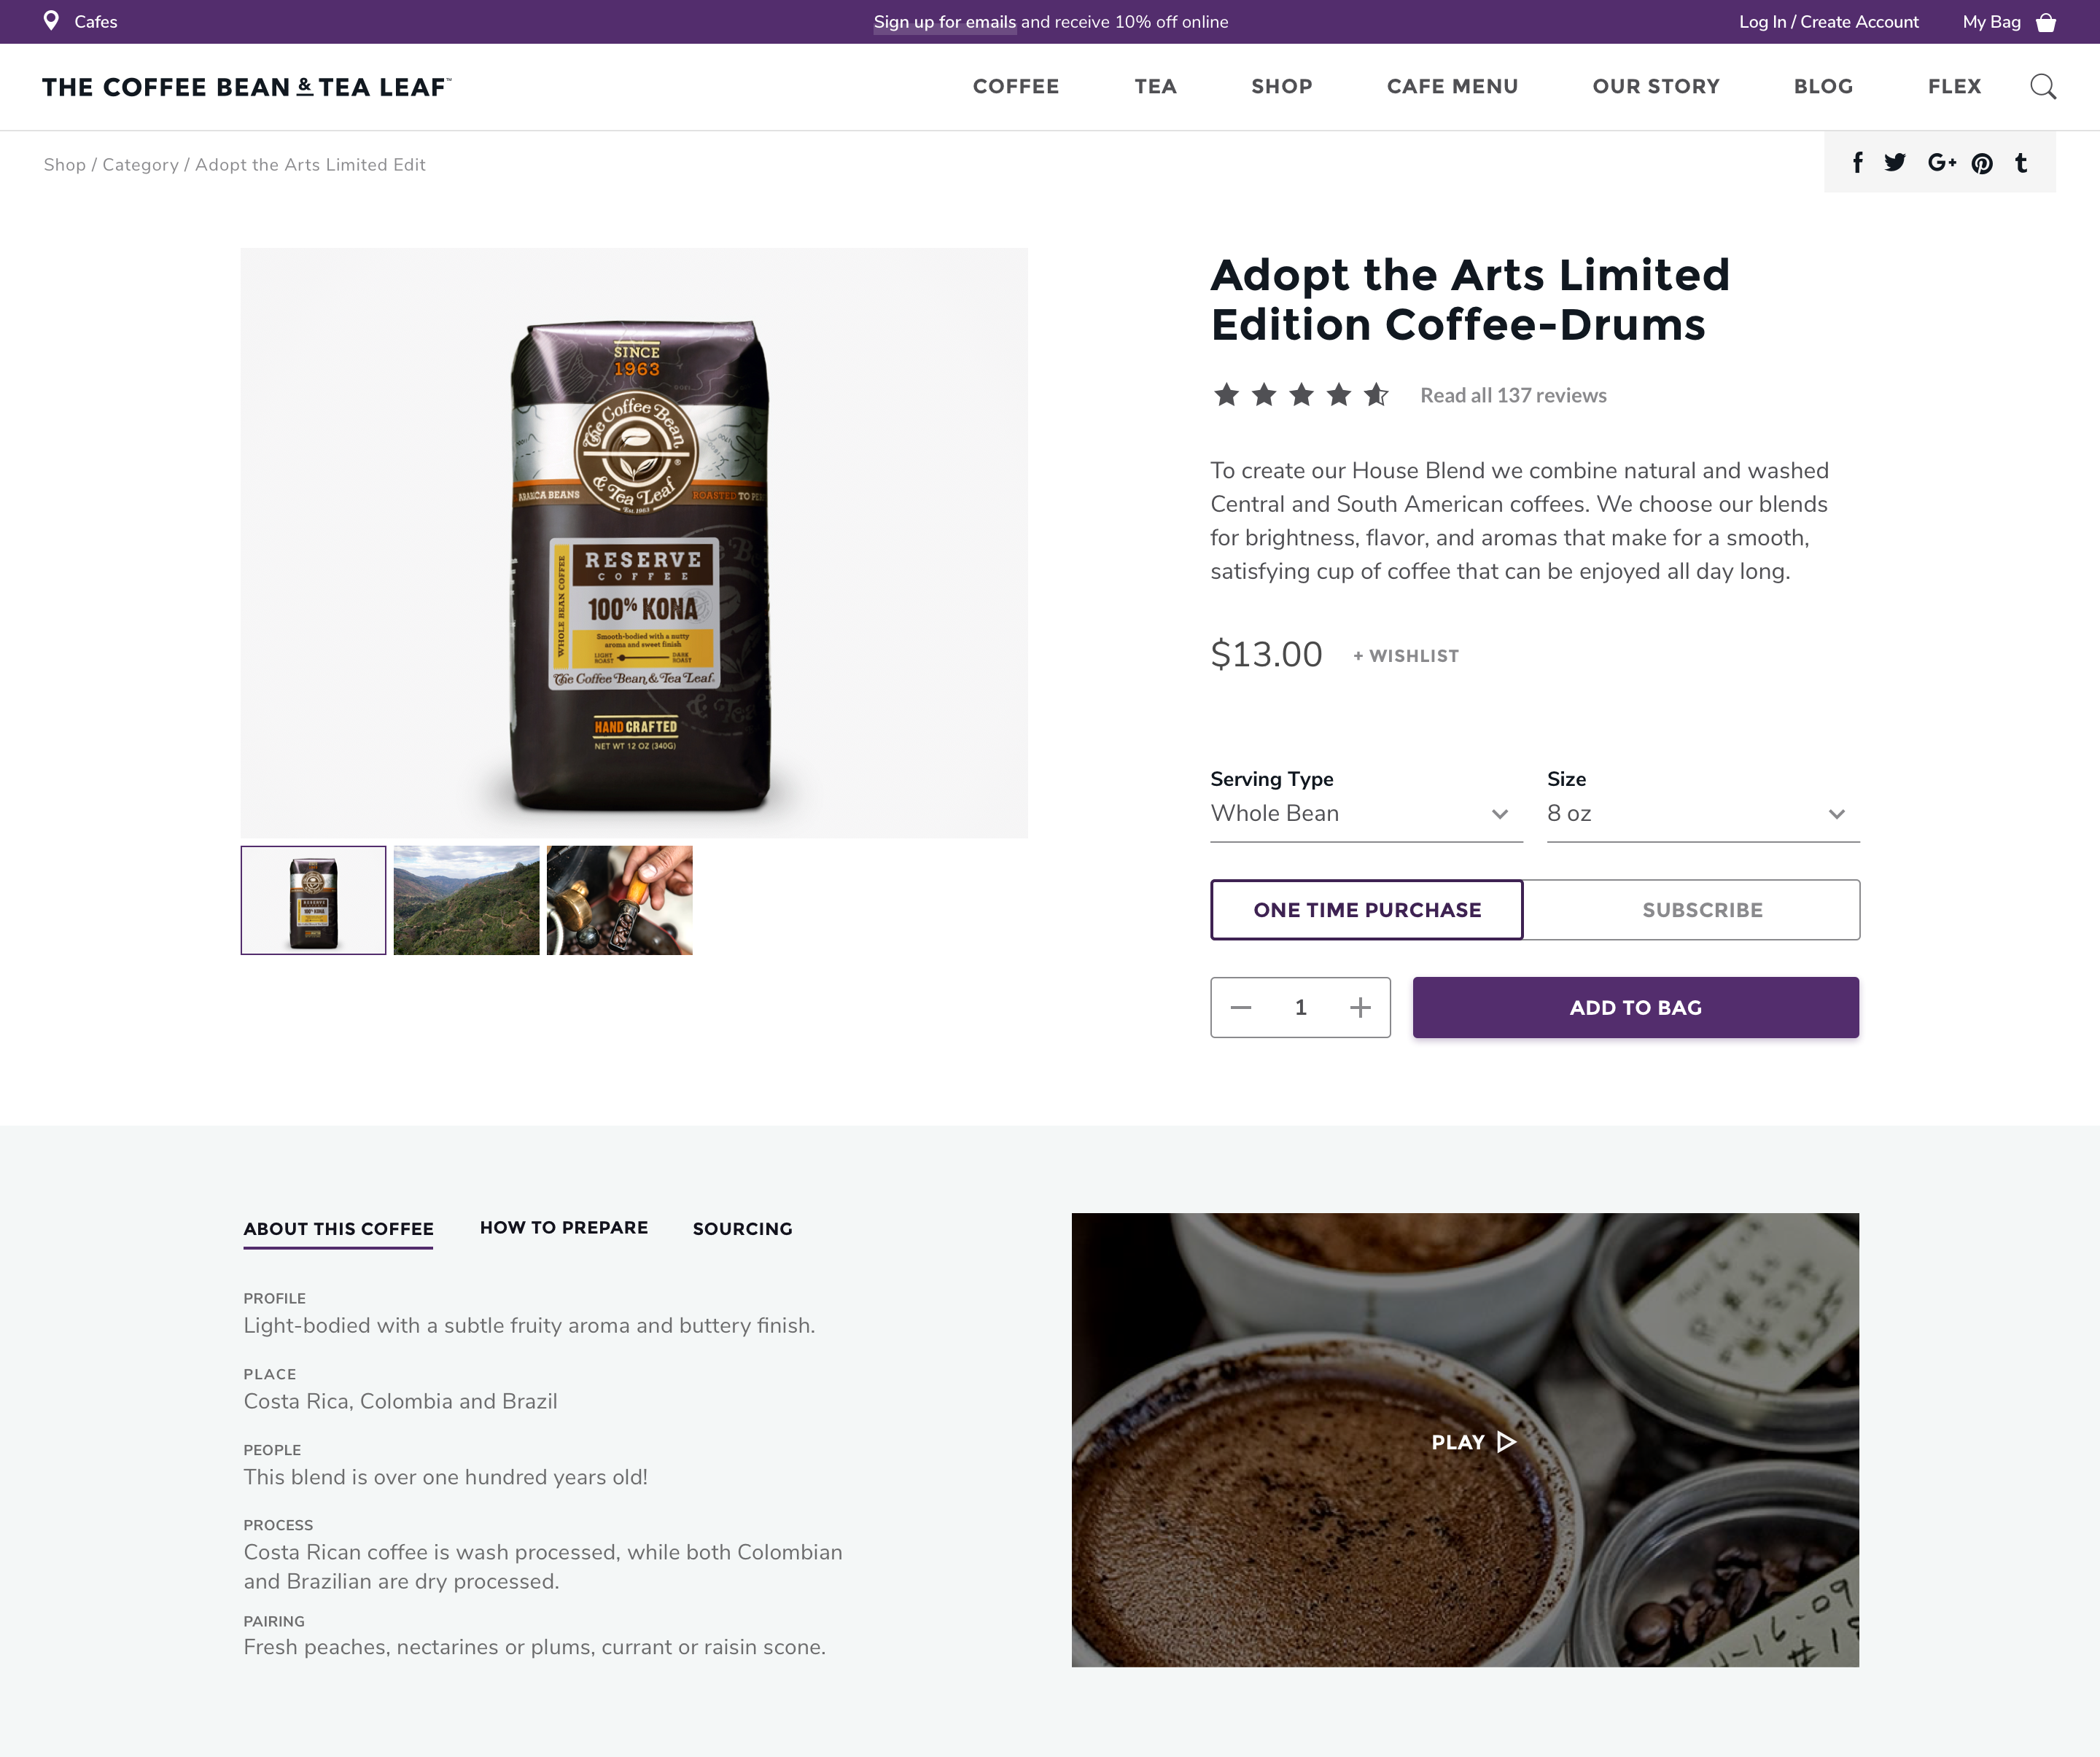 Cafes
Sign up for emails and receive 10% off online
Log In / Create Account
My Bag
THE COFFEE BEAN & TEA LEAF™
COFFEE
TEA
SHOP
CAFE MENU
OUR STORY
BLOG
FLEX
Shop / Category / Adopt the Arts Limited Edit
f
G+
t
SINCE
1963
The Coffee Bean
& Tea Leaf
Est. 1963
®
ARABICA BEANS
ROASTED TO
WHOLE BEAN COFFEE
RESERVE
COFFEE
100% KONA
Smooth-bodied with a nutty
aroma and sweet finish
LIGHT ROAST
DARK ROAST
The Coffee Bean & Tea Leaf
HANDCRAFTED
NET WT 12 OZ (340G)
Adopt the Arts Limited
Edition Coffee-Drums
Read all 137 reviews
To create our House Blend we combine natural and washed
Central and South American coffees. We choose our blends
for brightness, flavor, and aromas that make for a smooth,
satisfying cup of coffee that can be enjoyed all day long.
$13.00
+ WISHLIST
Serving Type
Whole Bean
Size
8 oz
ONE TIME PURCHASE
SUBSCRIBE
1
ADD TO BAG
RESERVE
100% KONA
ABOUT THIS COFFEE
HOW TO PREPARE
SOURCING
PROFILE
Light-bodied with a subtle fruity aroma and buttery finish.
PLACE
Costa Rica, Colombia and Brazil
PEOPLE
This blend is over one hundred years old!
PROCESS
Costa Rican coffee is wash processed, while both Colombian
and Brazilian are dry processed.
PAIRING
Fresh peaches, nectarines or plums, currant or raisin scone.
PLAY